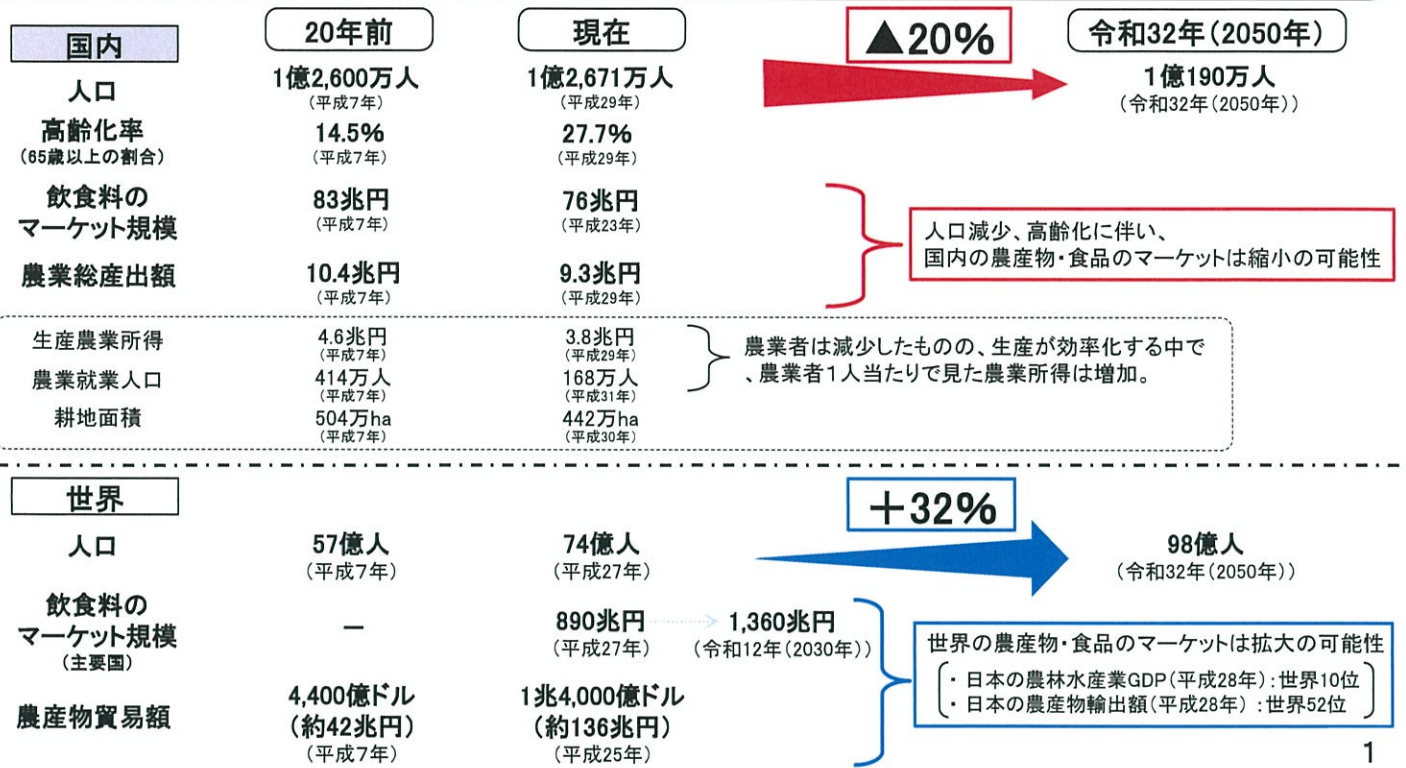 国内
20年前
現在
▲20%
令和32年(2050年)
人口
1億2,600万人
(平成7年)
1億2,671万人
(平成29年)
1億190万人
(令和32年(2050年))
高齢化率
(65歳以上の割合)
14.5%
(平成7年)
27.7%
(平成29年)
飲食料の
マーケット規模
83兆円
(平成7年)
76兆円
(平成23年)
人口減少、高齢化に伴い、
国内の農産物・食品のマーケットは縮小の可能性
農業総産出額
10.4兆円
(平成7年)
9.3兆円
(平成29年)
生産農業所得
4.6兆円
(平成7年)
3.8兆円
(平成29年)
農業者は減少したものの、生産が効率化する中で
、農業者1人当たりで見た農業所得は増加。
農業就業人口
414万人
(平成7年)
168万人
(平成31年)
耕地面積
504万ha
(平成7年)
442万ha
(平成30年)
世界
+32%
人口
57億人
(平成7年)
74億人
(平成27年)
98億人
(令和32年(2050年))
飲食料の
マーケット規模
(主要国)
―
890兆円
(平成27年)
1,360兆円
(令和12年(2030年))
世界の農産物・食品のマーケットは拡大の可能性
・日本の農林水産業GDP(平成28年):世界10位
・日本の農産物輸出額(平成28年):世界52位
農産物貿易額
4,400億ドル
(約42兆円)
(平成7年)
1兆4,000億ドル
(約136兆円)
(平成25年)
1